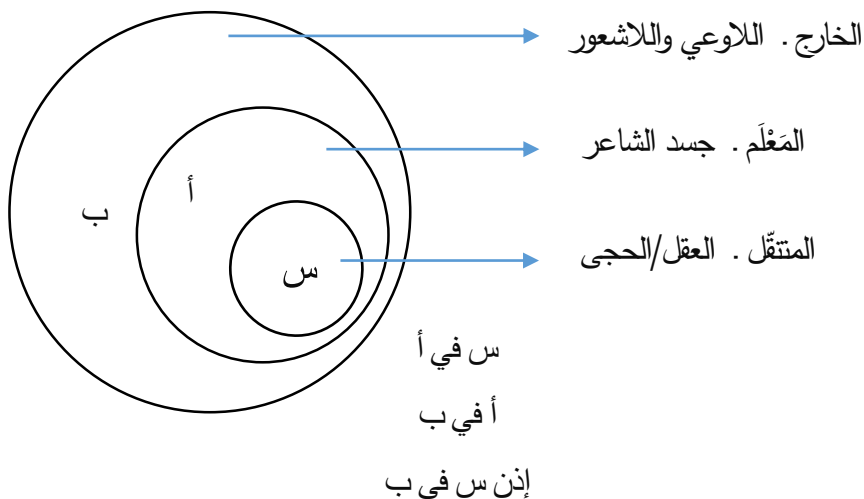 الخارج . اللاوعي واللاشعور
المَعْلَم . جسد الشاعر
أ
ب
المتنقّل . العقل/الحجى
س
س في أ
أ في ب
إذن س في ب